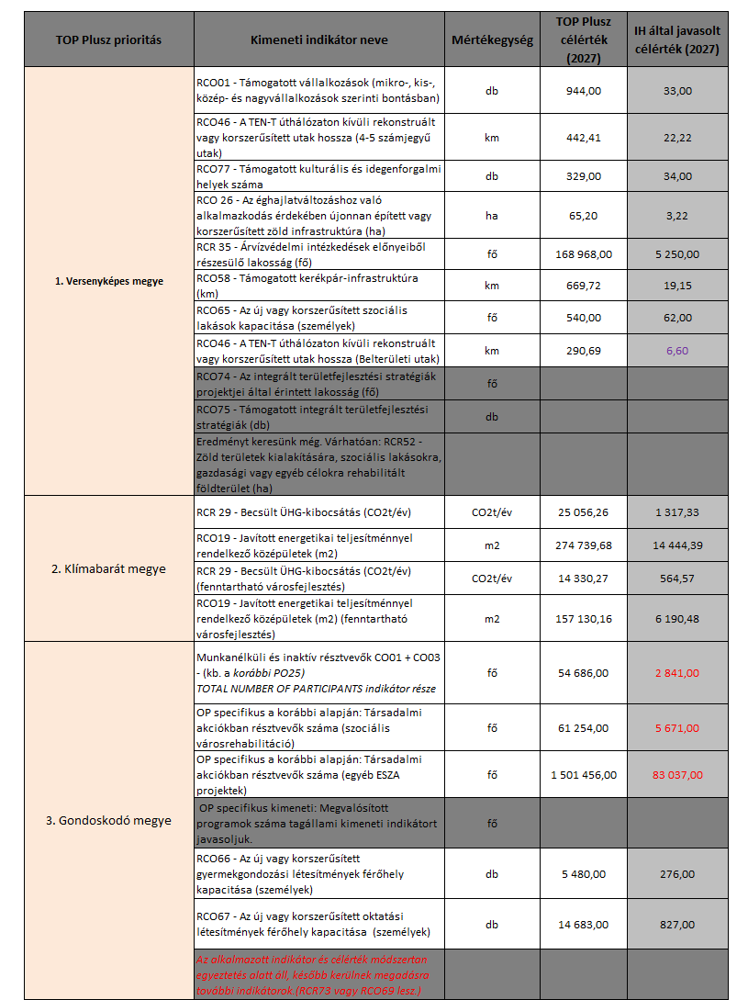 TOP Plusz prioritás
Kimeneti indikátor neve
Mértékegység
TOP Plusz
célérték
(2027)
IH által javasolt
célérték (2027)
1. Versenyképes megye
RCO01 - Támogatott vállalkozások (mikro-, kis-,
közép- és nagyvállalkozások szerinti bontásban)
db
944,00
33,00
RCO46 - A TEN-T úthálózaton kívüli rekonstruált
vagy korszerűsített utak hossza (4-5 számjegyű
utak)
km
442,41
22,22
RCO77 - Támogatott kulturális és idegenforgalmi
helyek száma
db
329,00
34,00
RCO 26 - Az éghajlatváltozáshoz való
alkalmazkodás érdekében újonnan épített vagy
korszerűsített zöld infrastruktúra (ha)
ha
65,20
3,22
RCR 35 - Árvízvédelmi intézkedések előnyeiből
részesülő lakosság (fő)
fő
168 968,00
5 250,00
RCO58 - Támogatott kerékpár-infrastruktúra
(km)
km
669,72
19,15
RCO65 - Az új vagy korszerűsített szociális
lakások kapacitása (személyek)
fő
540,00
62,00
RCO46 - A TEN-T úthálózaton kívüli rekonstruált
vagy korszerűsített utak hossza (Belterületi utak)
km
290,69
6,60
RCO74 - Az integrált területfejlesztési stratégiák
projektjei által érintett lakosság (fő)
fő
RCO75 - Támogatott integrált területfejlesztési
stratégiák (db)
db
Eredményt keresünk még. Várhatóan: RCR52 -
Zöld területek kialakítására, szociális lakásokra,
gazdasági vagy egyéb célokra rehabilitált
földterület (ha)
2. Klímabarát megye
RCR 29 - Becsült ÜHG-kibocsátás (CO2t/év)
CO2t/év
25 056,26
1 317,33
RCO19 - Javított energetikai teljesítménnyel
rendelkező középületek (m2)
m2
274 739,68
14 444,39
RCR 29 - Becsült ÜHG-kibocsátás (CO2t/év)
(fenntartható városfejlesztés)
CO2t/év
14 330,27
564,57
RCO19 - Javított energetikai teljesítménnyel
rendelkező középületek (m2) (fenntartható
városfejlesztés)
m2
157 130,16
6 190,48
3. Gondoskodó megye
Munkanélküli és inaktív résztvevők CO01 + CO03
- (kb. a korábbi PO25)
TOTAL NUMBER OF PARTICIPANTS indikátor része
fő
54 686,00
2 841,00
OP specifikus a korábbi alapján: Társadalmi
akciókban résztvevők száma (szociális
városrehabilitáció)
fő
61 254,00
5 671,00
OP specifikus a korábbi alapján: Társadalmi
akciókban résztvevők száma (egyéb ESZA
projektek)
fő
1 501 456,00
83 037,00
OP specifikus kimeneti: Megvalósított
programok száma tagállami kimeneti indikátort
javasoljuk.
fő
RCO66 - Az új vagy korszerűsített
gyermekgondozási létesítmények férőhely
kapacitása (személyek)
db
5 480,00
276,00
RCO67 - Az új vagy korszerűsített oktatási
létesítmények férőhely kapacitása (személyek)
db
14 683,00
827,00
Az alkalmazott indikátor és célérték módszertan
egyeztetés alatt áll, később kerülnek megadásra
további indikátorok.(RCR73 vagy RCO69 lesz.)